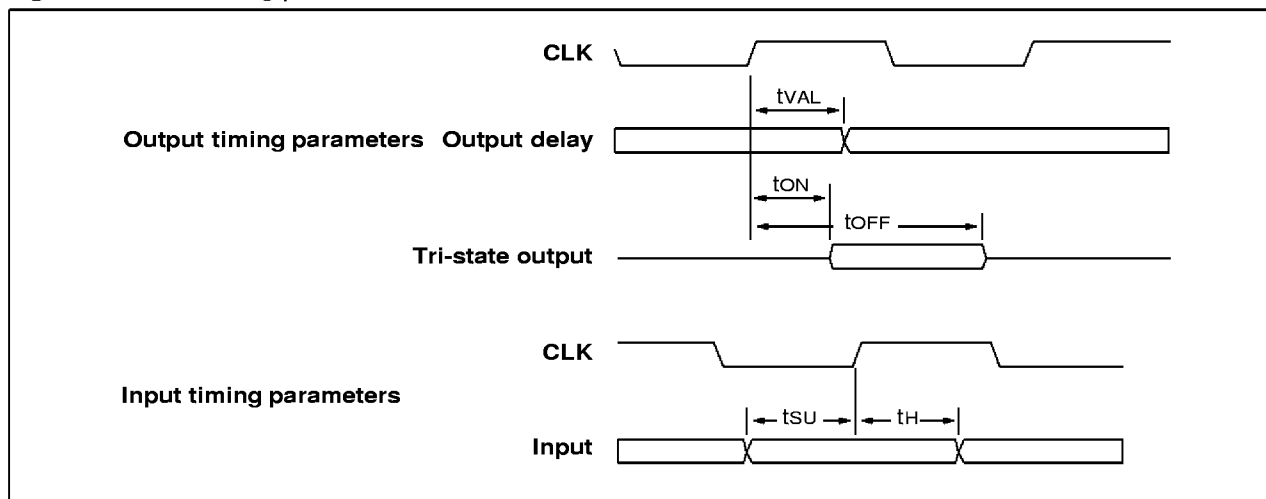 CLK
tVAL
Output timing parameters Output delay
tON
tOFF
Tri-state output
CLK
Input timing parameters
tSU tH
Input